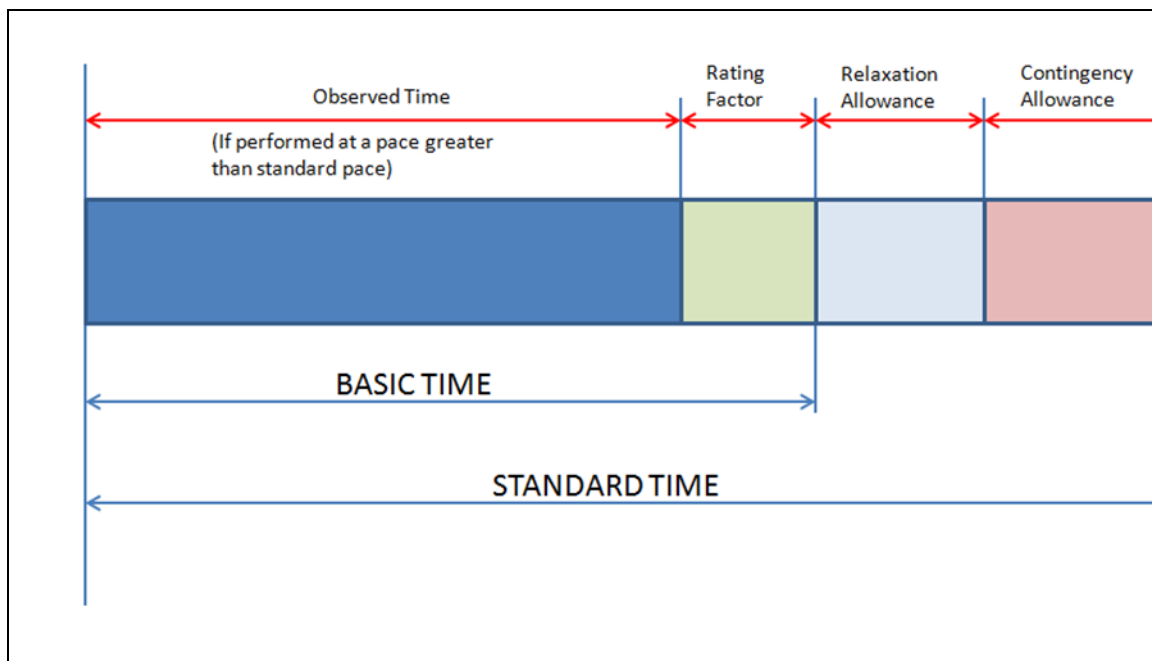 Observed Time
(If performed at a pace greater
than standard pace)
Rating
Factor
Relaxation
Allowance
Contingency
Allowance
BASIC TIME
STANDARD TIME